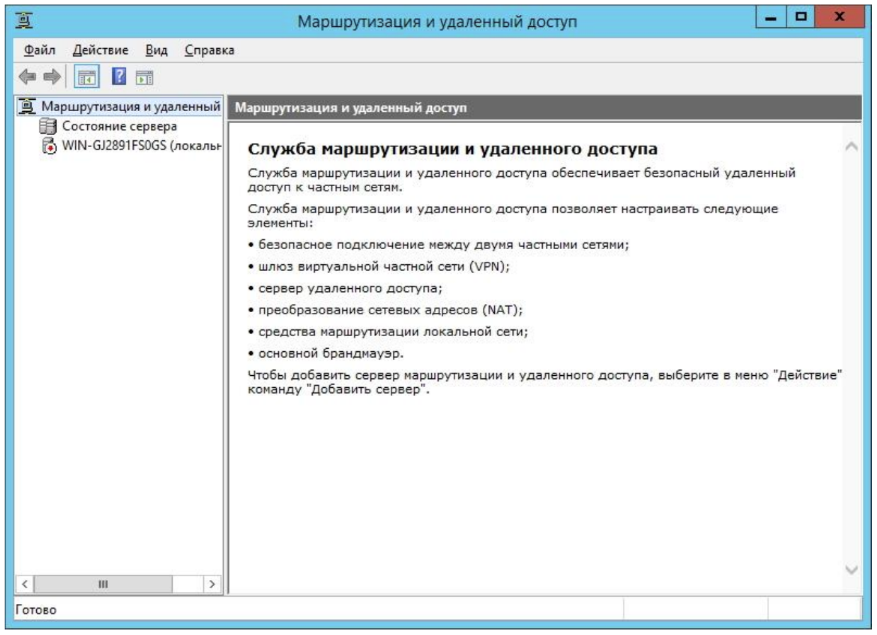 Маршрутизация и удаленный доступ
Файл Действие Вид Справка
Маршрутизация и удаленный
Состояние сервера
WIN-GJ2891FS0GS (локальн
Маршрутизация и удаленный доступ
Служба маршрутизации и удаленного доступа
Служба маршрутизации и удаленного доступа обеспечивает безопасный удаленный
доступ к частным сетям.
Служба маршрутизации и удаленного доступа позволяет настраивать следующие
элементы:
• безопасное подключение между двумя частными сетями;
• шлюз виртуальной частной сети (VPN);
• сервер удаленного доступа;
• преобразование сетевых адресов (NAT);
• средства маршрутизации локальной сети;
• основной брандмауэр.
Чтобы добавить сервер маршрутизации и удаленного доступа, выберите в меню "Действие"
команду "Добавить сервер".
Готово